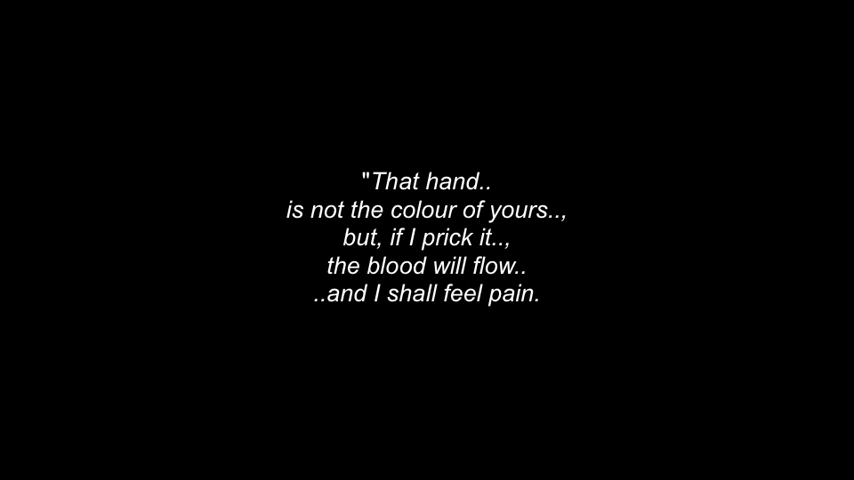 "That hand..
is not the colour of yours..,
but, if I prick it..,
the blood will flow..
..and I shall feel pain.